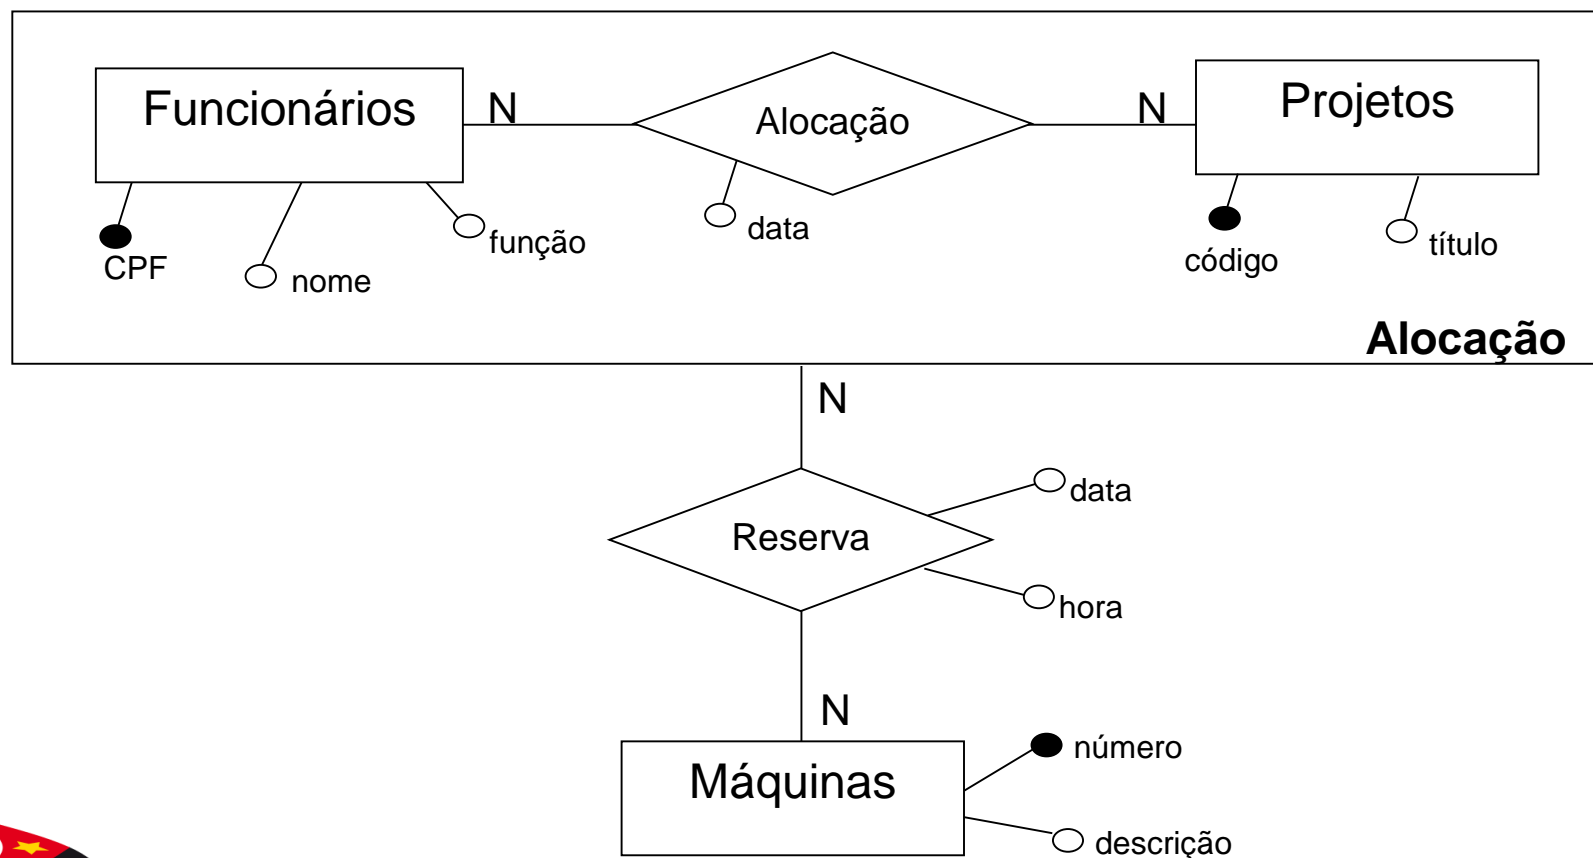 Funcionários
N
Alocação
N
Projetos
CPF
nome
função
data
código
título
Alocação
N
Reserva
data
hora
N
Máquinas
número
descrição